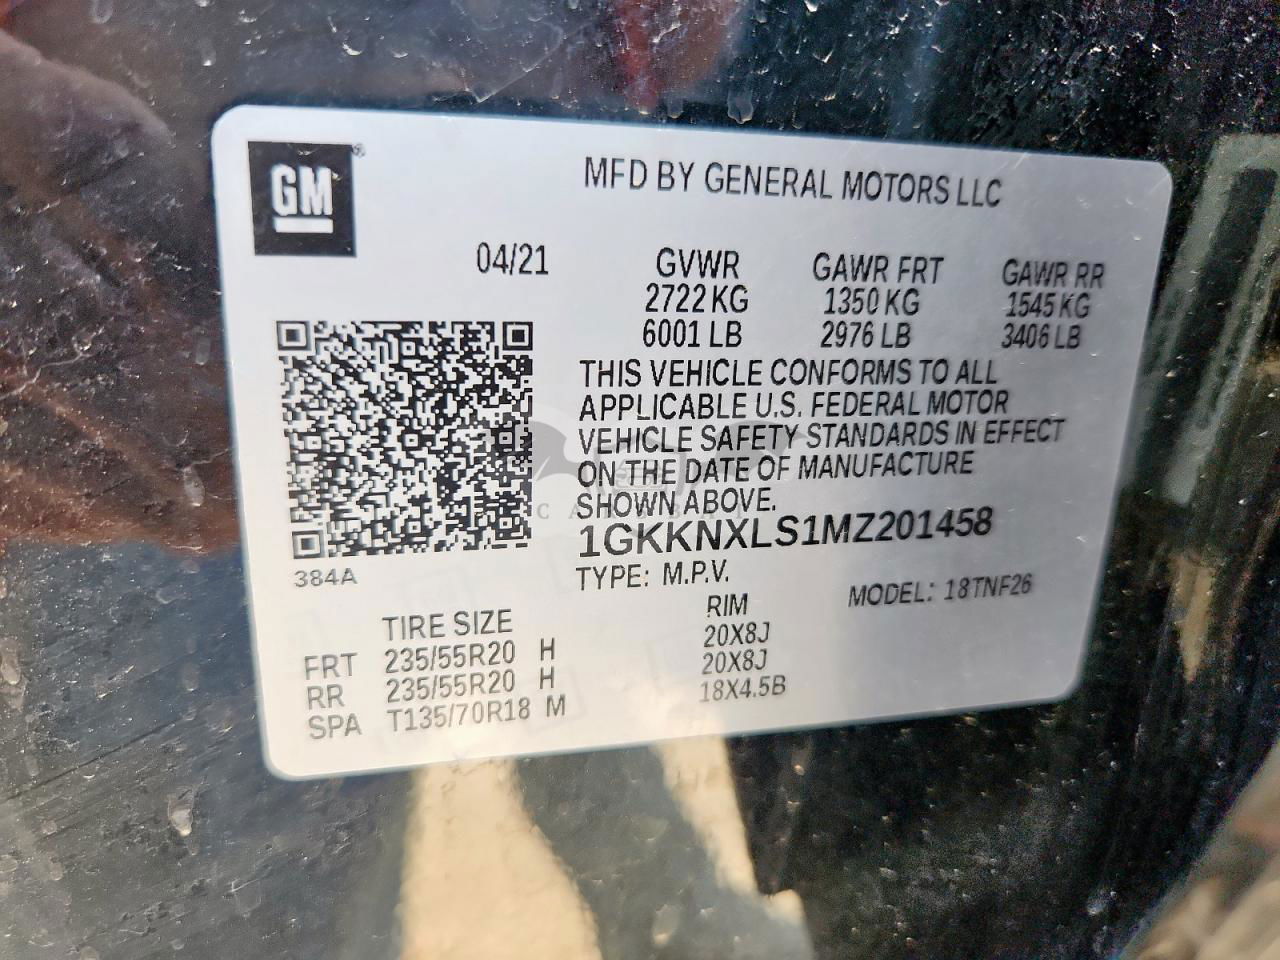 GM
MFD BY GENERAL MOTORS LLC
04/21
GVWR GAWR FRT GAWR RR
2722 KG 1350 KG 1545 KG
6001 LB 2976 LB 3406 LB
THIS VEHICLE CONFORMS TO ALL
APPLICABLE U.S. FEDERAL MOTOR
VEHICLE SAFETY STANDARDS IN EFFECT
ON THE DATE OF MANUFACTURE
SHOWN ABOVE.
1GKKNXLS1MZ201458
384A
TYPE: M.P.V. MODEL: 18TNF26
TIRE SIZE RIM
FRT 235/55R20 H 20X8J
RR 235/55R20 H 20X8J
SPA T135/70R18 M 18X4.5B